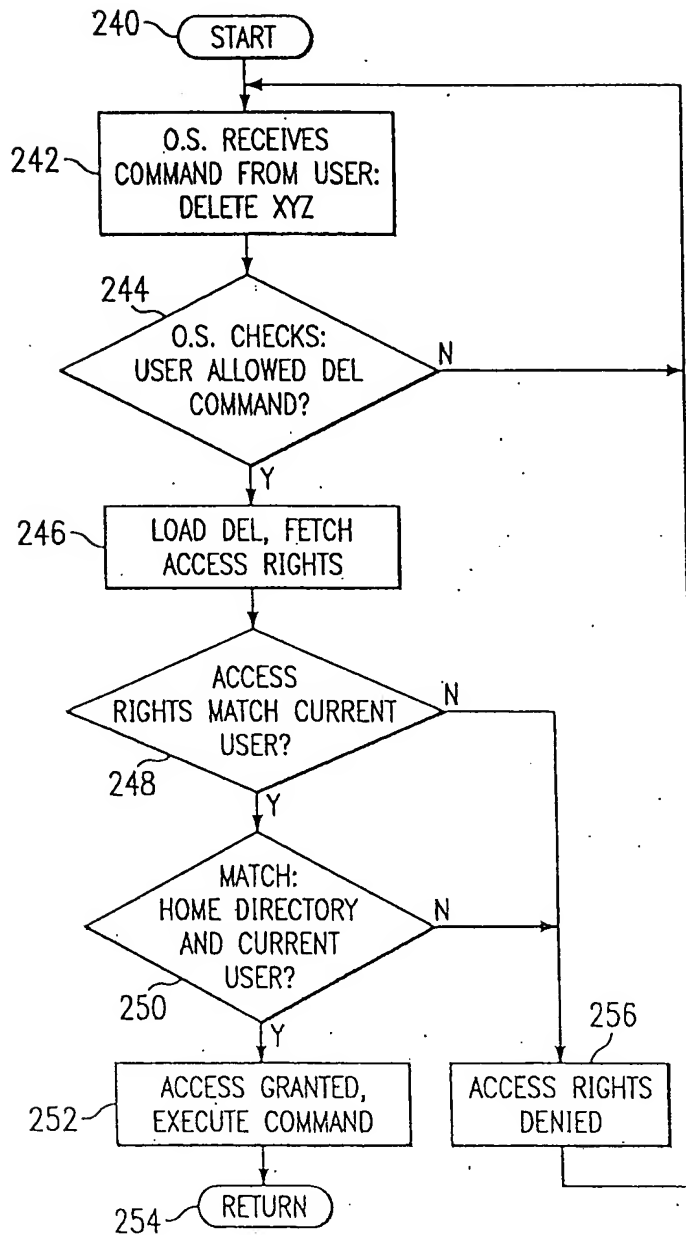 240
START
242
O.S. RECEIVES
COMMAND FROM USER:
DELETE XYZ
244
O.S. CHECKS:
USER ALLOWED DEL
COMMAND?
N
Y
246
LOAD DEL, FETCH
ACCESS RIGHTS
ACCESS
RIGHTS MATCH CURRENT
USER?
N
248
Y
MATCH:
HOME DIRECTORY
AND CURRENT
USER?
N
250
Y
256
252
ACCESS GRANTED,
EXECUTE COMMAND
ACCESS RIGHTS
DENIED
254
RETURN